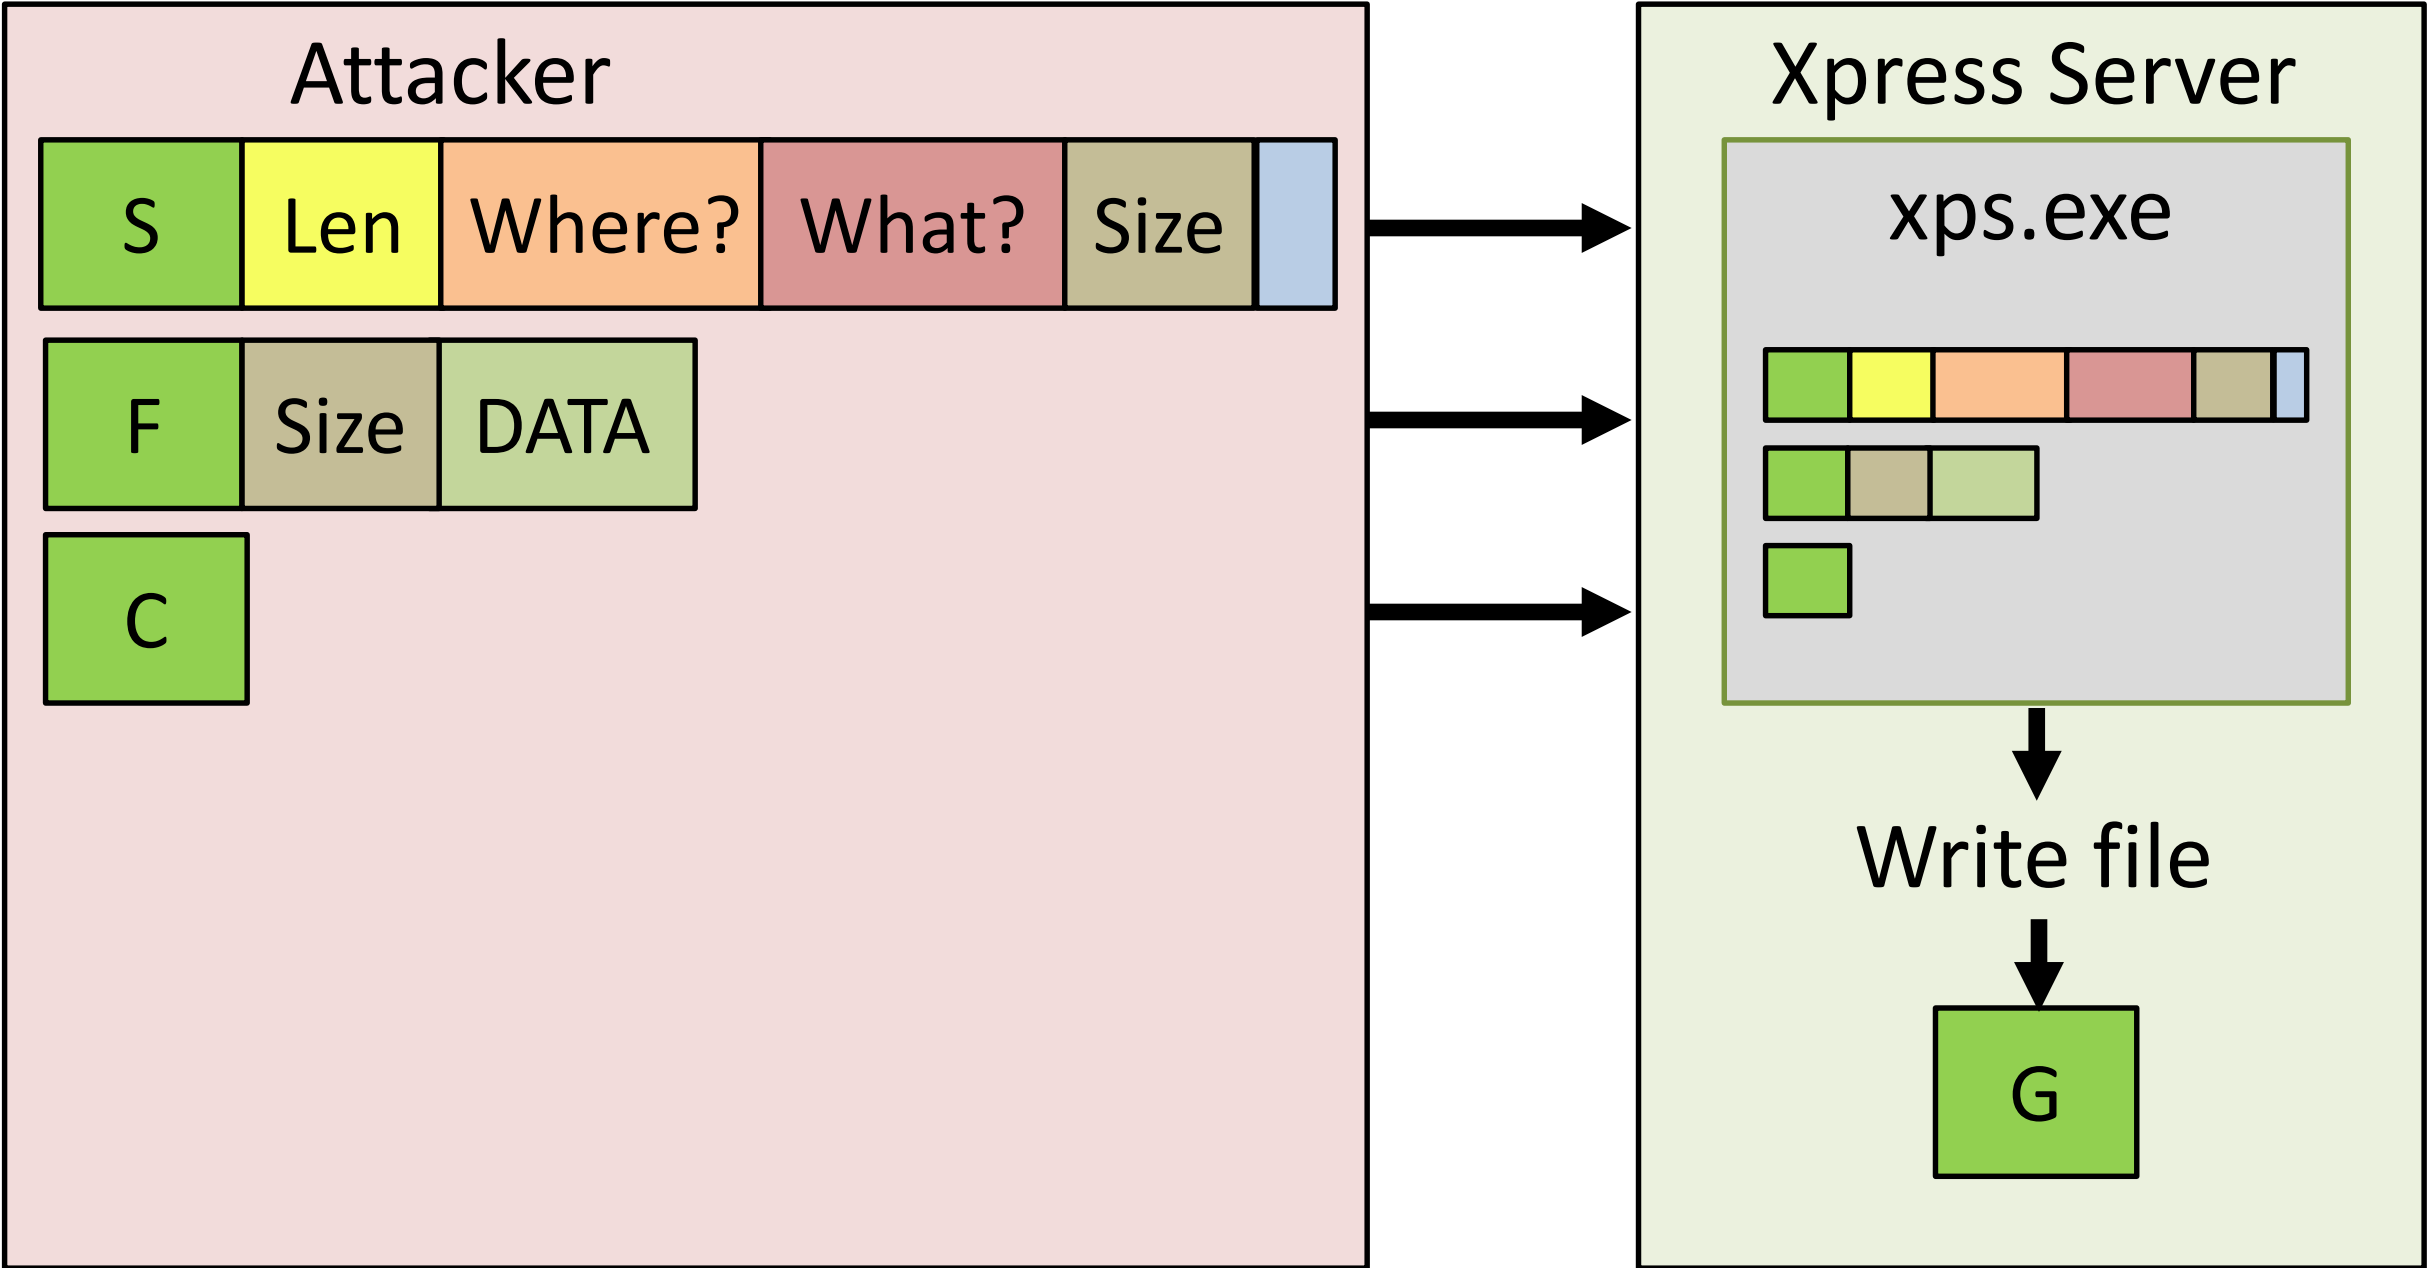 Attacker
S Len Where? What? Size
F Size DATA
C
Xpress Server
xps.exe
Write file
G